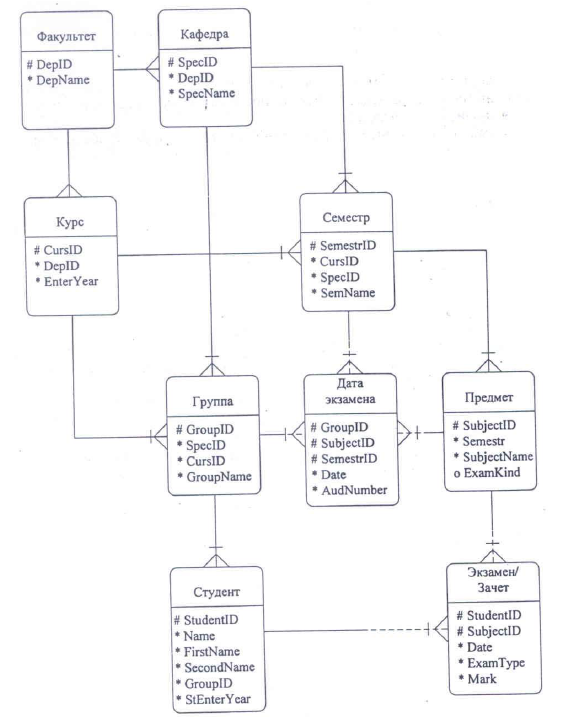 Факультет
# DepID
* DepName
Кафедра
# SpecID
* DepID
* SpecName
Курс
# CursID
* DepID
* EnterYear
Семестр
# SemestrID
* CursID
* SpecID
* SemName
Группа
# GroupID
* SpecID
* CursID
* GroupName
Дата
экзамена
# GroupID
# SubjectID
# SemestrID
* Date
* AudNumber
Предмет
# SubjectID
* Semestr
* SubjectName
o ExamKind
Студент
# StudentID
* Name
* FirstName
* SecondName
* GroupID
* StEnterYear
Экзамен/
Зачет
# StudentID
# SubjectID
* Date
* ExamType
* Mark